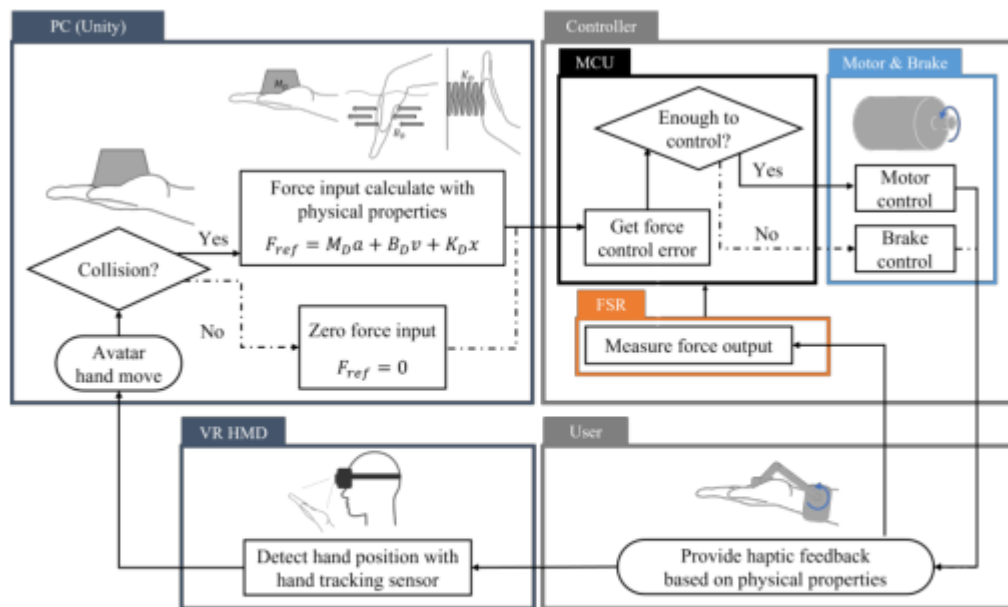 PC (Unity)
M_D
B_D
K_D
Collision?
Yes
No
Force input calculate with
physical properties
F_ref = M_D a + B_D v + K_D x
Zero force input
F_ref = 0
Avatar
hand move
Controller
MCU
Enough to
control?
Yes
No
Get force
control error
Motor & Brake
Motor
control
Brake
control
FSR
Measure force output
VR HMD
Detect hand position with
hand tracking sensor
User
Provide haptic feedback
based on physical properties